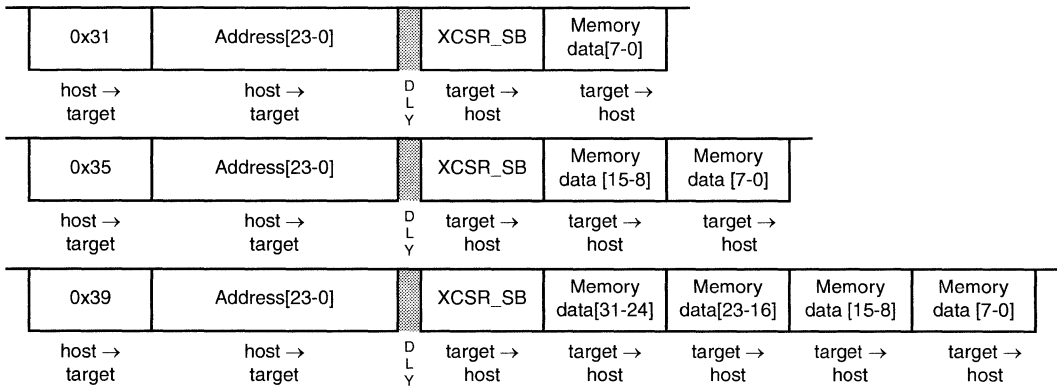 0x31 Address[23-0] XCSR_SB Memory data[7-0]
host → target host → target D L Y target → host target → host
0x35 Address[23-0] XCSR_SB Memory data [15-8] Memory data [7-0]
host → target host → target D L Y target → host target → host target → host
0x39 Address[23-0] XCSR_SB Memory data[31-24] Memory data[23-16] Memory data [15-8] Memory data [7-0]
host → target host → target D L Y target → host target → host target → host target → host target → host